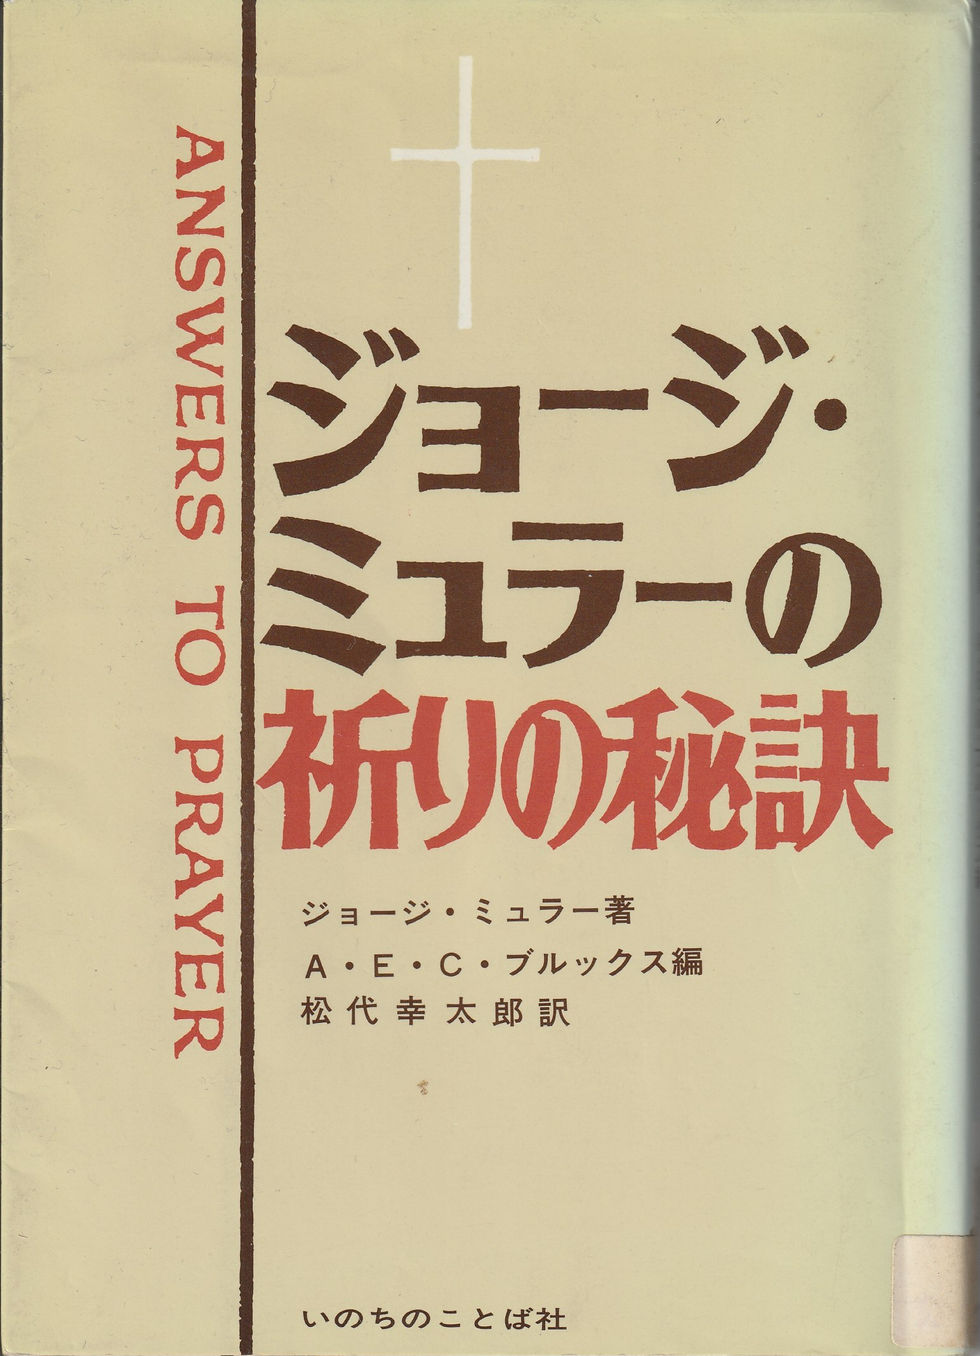 ANSWERS TO PRAYER
ジョージ・
ミュラーの
祈りの秘訣
ジョージ・ミュラー著
A・E・C・ブルックス編
松代幸太郎訳
いのちのことば社